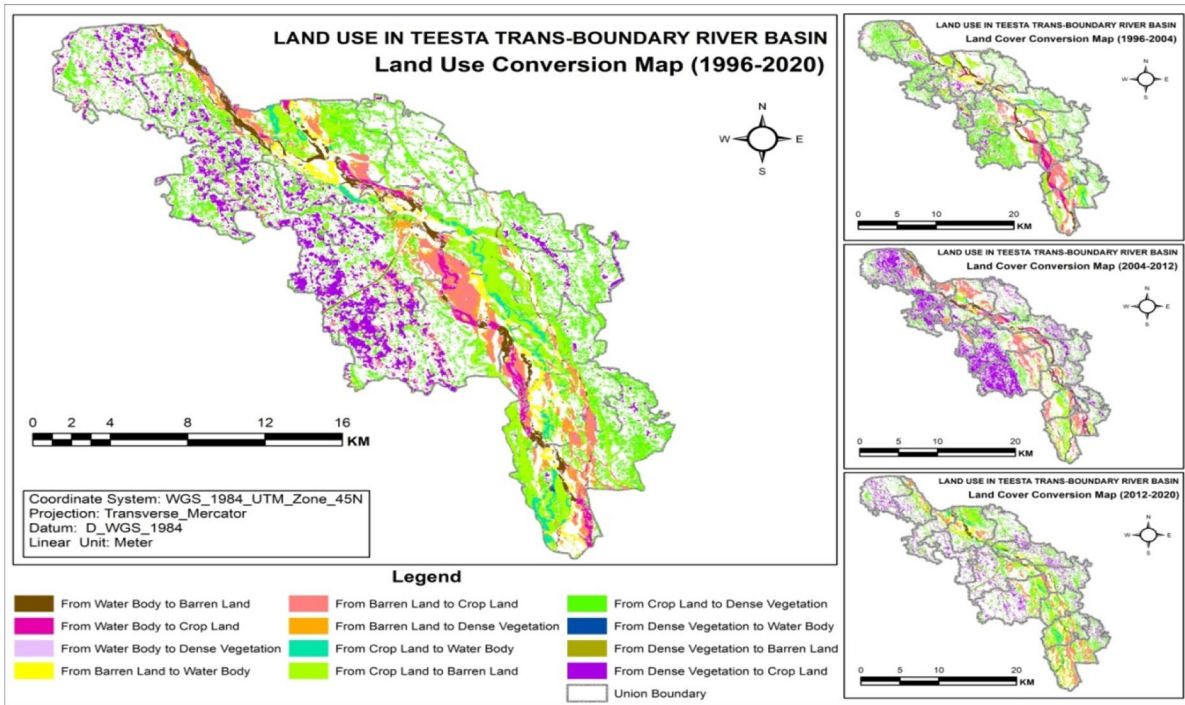 LAND USE IN TEESTA TRANS-BOUNDARY RIVER BASIN
Land Use Conversion Map (1996-2020)
N
W E
S
0 2 4 8 12 16
KM
Coordinate System: WGS_1984_UTM_Zone_45N
Projection: Transverse_Mercator
Datum: D_WGS_1984
Linear Unit: Meter
LAND USE IN TEESTA TRANS-BOUNDARY RIVER BASIN
Land Cover Conversion Map (1996-2004)
N
W E
S
0 5 10 20
KM
LAND USE IN TEESTA TRANS-BOUNDARY RIVER BASIN
Land Cover Conversion Map (2004-2012)
N
W E
S
0 5 10 20
KM
LAND USE IN TEESTA TRANS-BOUNDARY RIVER BASIN
Land Cover Conversion Map (2012-2020)
N
W E
S
0 5 10 20
KM
Legend
From Water Body to Barren Land
From Water Body to Crop Land
From Water Body to Dense Vegetation
From Barren Land to Water Body
From Barren Land to Crop Land
From Barren Land to Dense Vegetation
From Crop Land to Water Body
From Crop Land to Barren Land
From Crop Land to Dense Vegetation
From Dense Vegetation to Water Body
From Dense Vegetation to Barren Land
From Dense Vegetation to Crop Land
Union Boundary